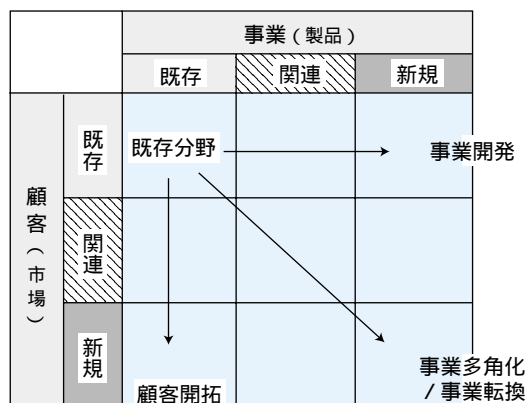 事業（製品）
既存
関連
新規
顧客（市場）
既存
既存分野
事業開発
関連
新規
顧客開拓
事業多角化
/事業転換